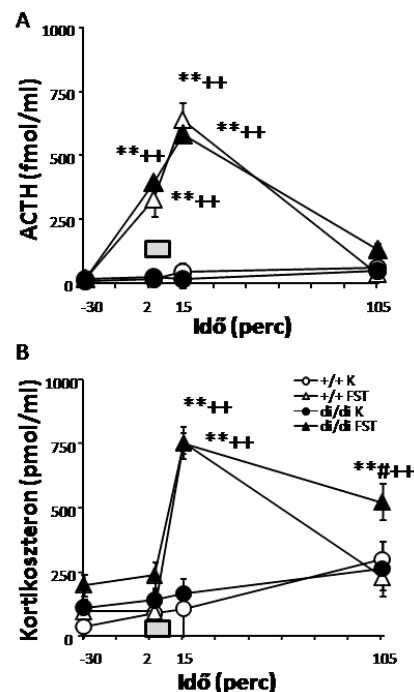 A
ACTH (fmol/ml)
1000
750
500
250
0
**++
**++
**++
**++
-30 2 15 105
Idő (perc)
B
Kortikoszteron (pmol/ml)
1000
750
500
250
0
+/+ K
+/+ FST
di/di K
di/di FST
**++
**++
**#++
-30 2 15 105
Idő (perc)